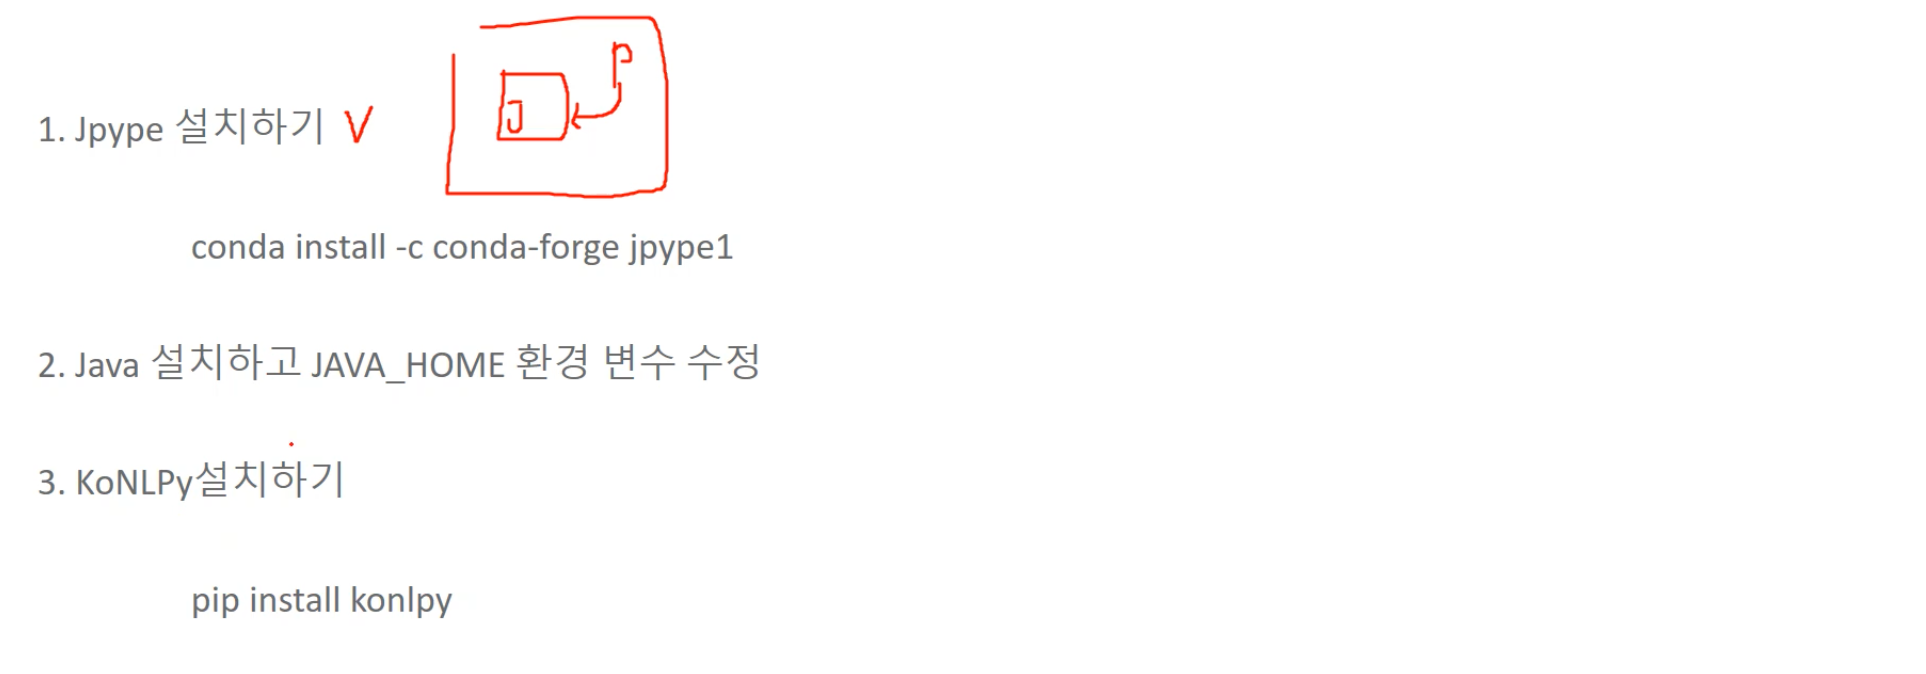 P
J
1. Jpype 설치하기 V
conda install -c conda-forge jpype1
2. Java 설치하고 JAVA_HOME 환경 변수 수정
3. KoNLPy설치하기
pip install konlpy